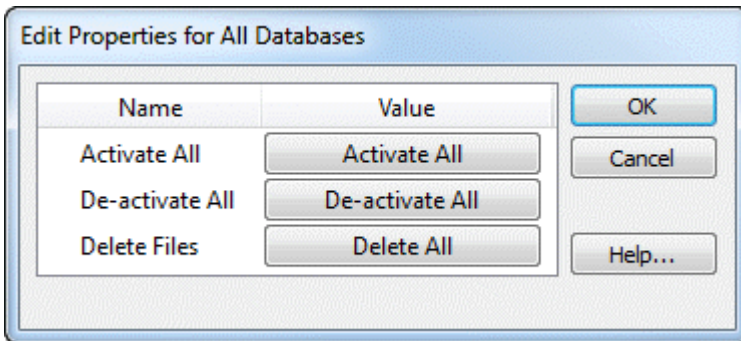 Edit Properties for All Databases
Name Value OK
Activate All Activate All Cancel
De-activate All De-activate All
Delete Files Delete All Help...